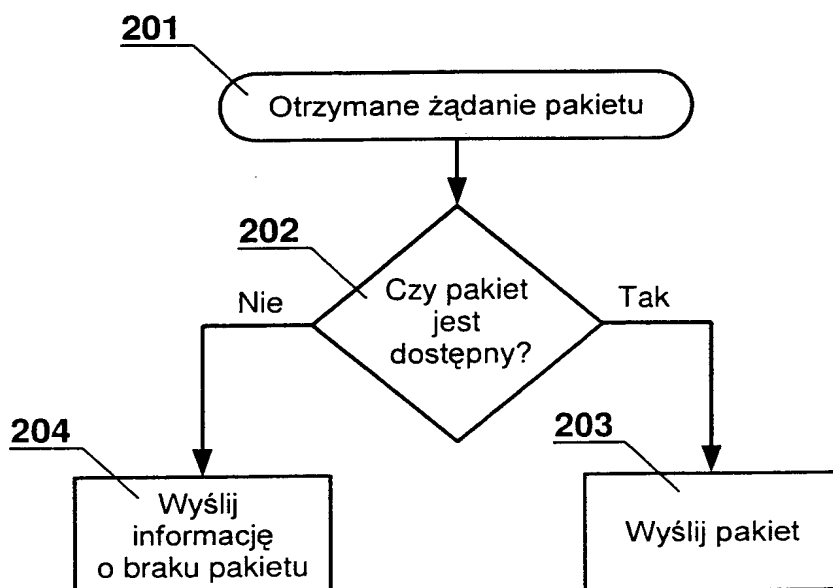 201
Otrzymane żądanie pakietu
202
Czy pakiet
jest
dostępny?
Nie
Tak
204
203
Wyślij
informację
o braku pakietu
Wyślij pakiet